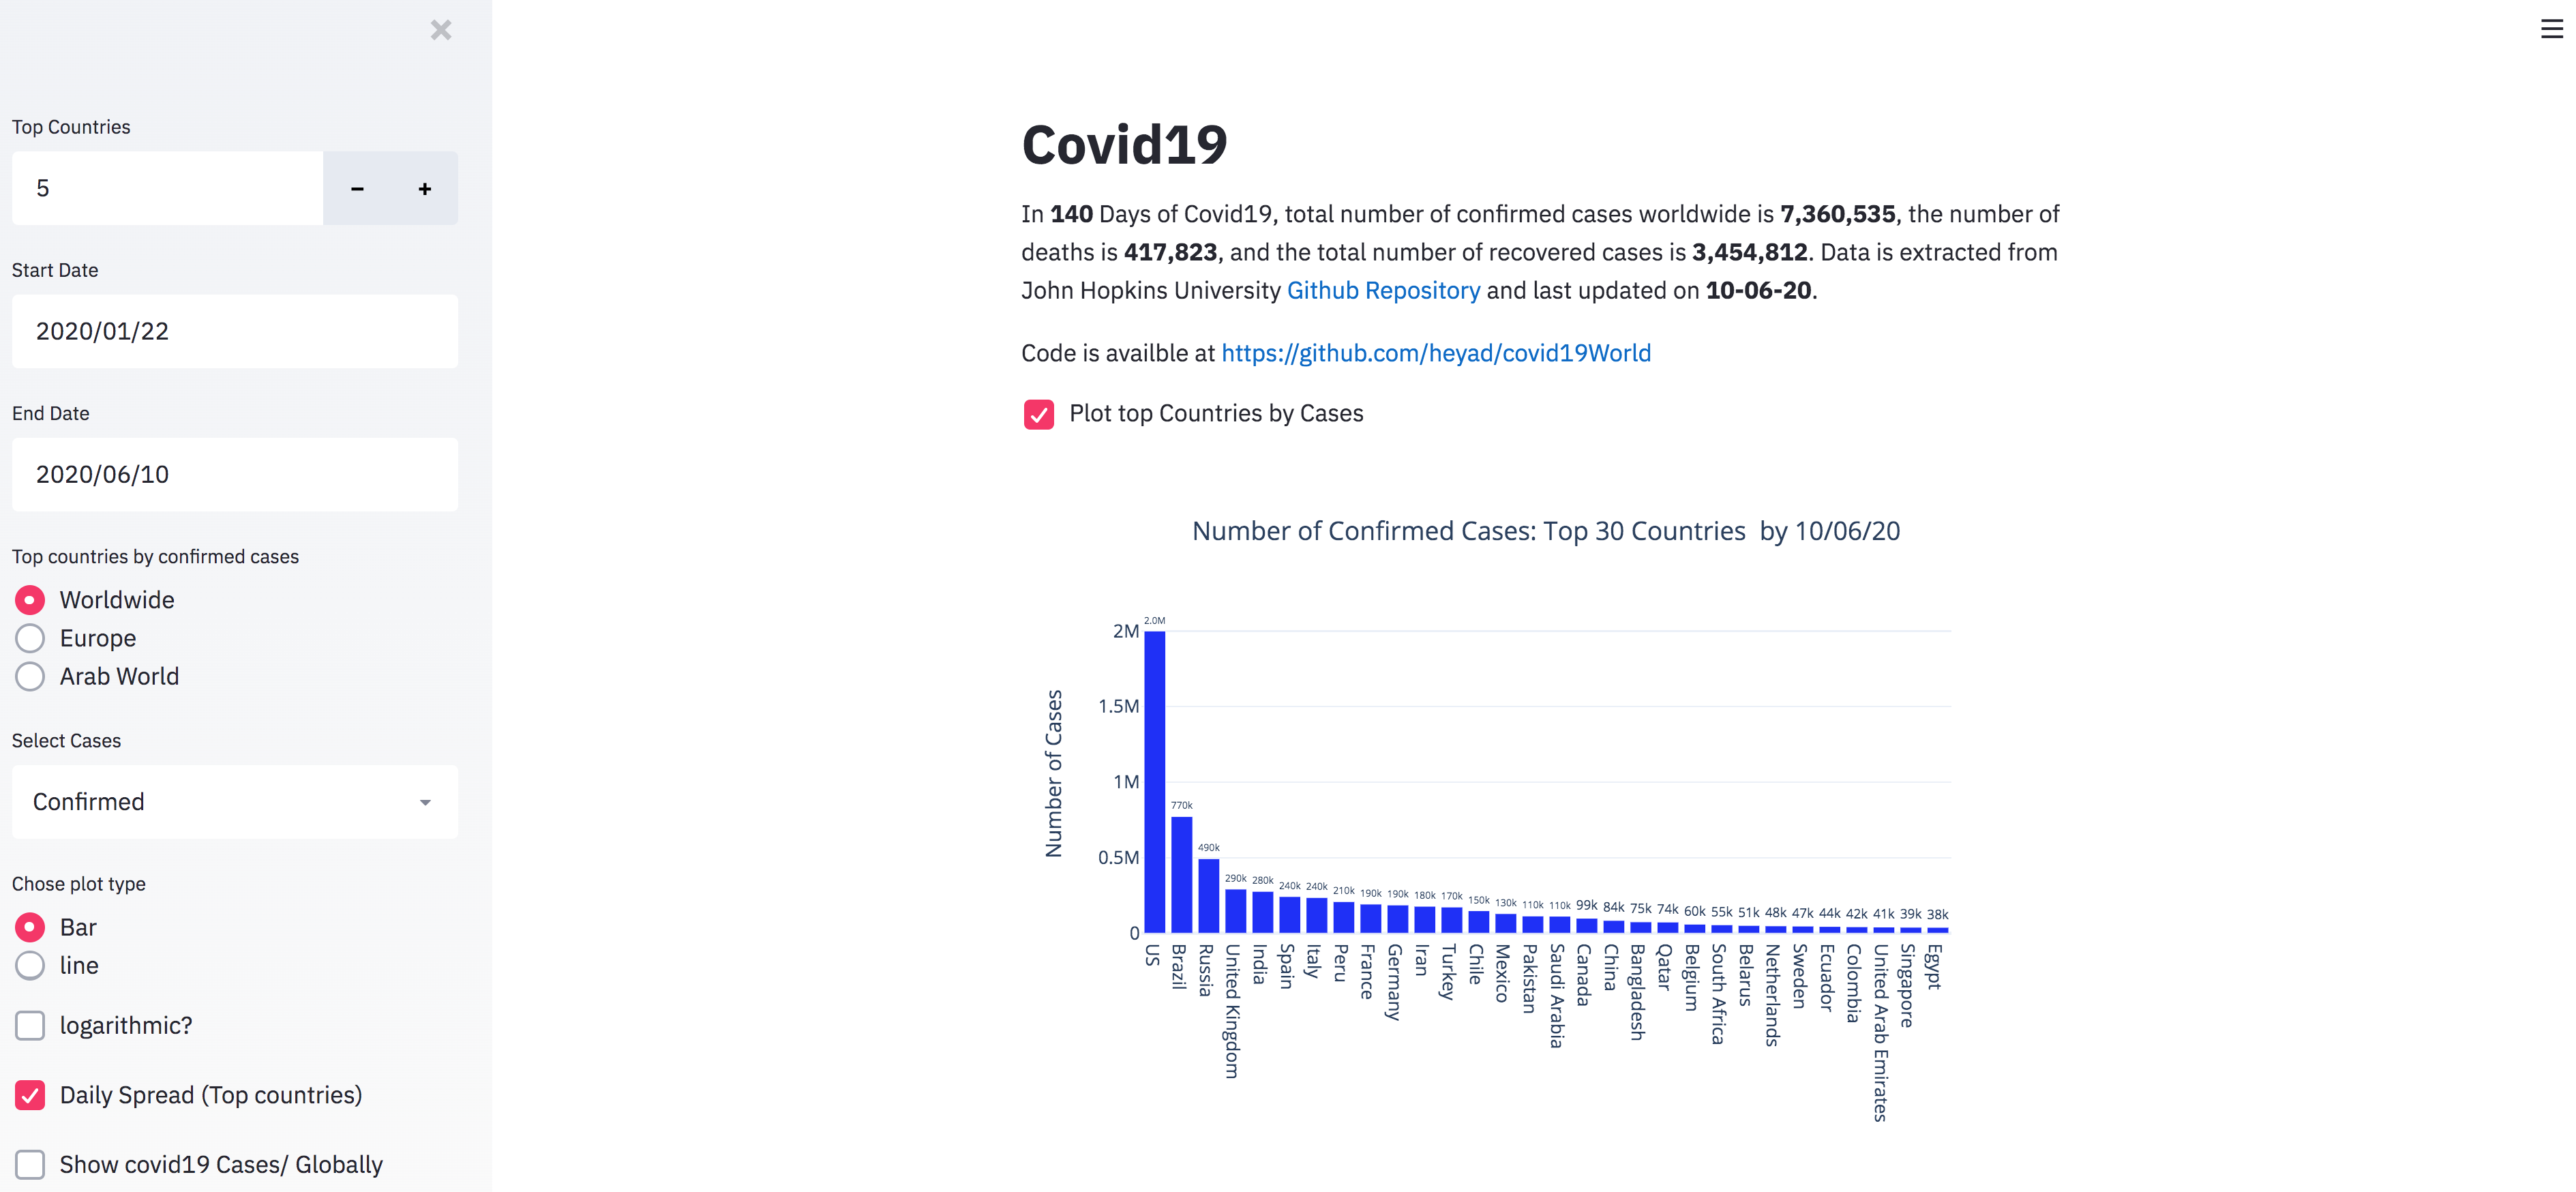 Top Countries
5
Start Date
2020/01/22
End Date
2020/06/10
Top countries by confirmed cases
Worldwide
Europe
Arab World
Select Cases
Confirmed
Chose plot type
Bar
line
logarithmic?
Daily Spread (Top countries)
Show covid19 Cases/ Globally
Covid19
In 140 Days of Covid19, total number of confirmed cases worldwide is 7,360,535, the number of
deaths is 417,823, and the total number of recovered cases is 3,454,812. Data is extracted from
John Hopkins University Github Repository and last updated on 10-06-20.
Code is availble at https://github.com/heyad/covid19World
Plot top Countries by Cases
Number of Confirmed Cases: Top 30 Countries by 10/06/20
Number of Cases
2M
1.5M
1M
0.5M
0
2.0M
770k
490k
290k
280k
240k
240k
210k
190k
190k
180k
170k
150k
130k
110k
110k
99k
84k
75k
74k
60k
55k
51k
48k
47k
44k
42k
41k
39k
38k
US
Brazil
Russia
United Kingdom
India
Spain
Italy
Peru
France
Germany
Iran
Turkey
Chile
Mexico
Pakistan
Saudi Arabia
Canada
China
Bangladesh
Qatar
Belgium
South Africa
Belarus
Netherlands
Sweden
Ecuador
Colombia
United Arab Emirates
Singapore
Egypt